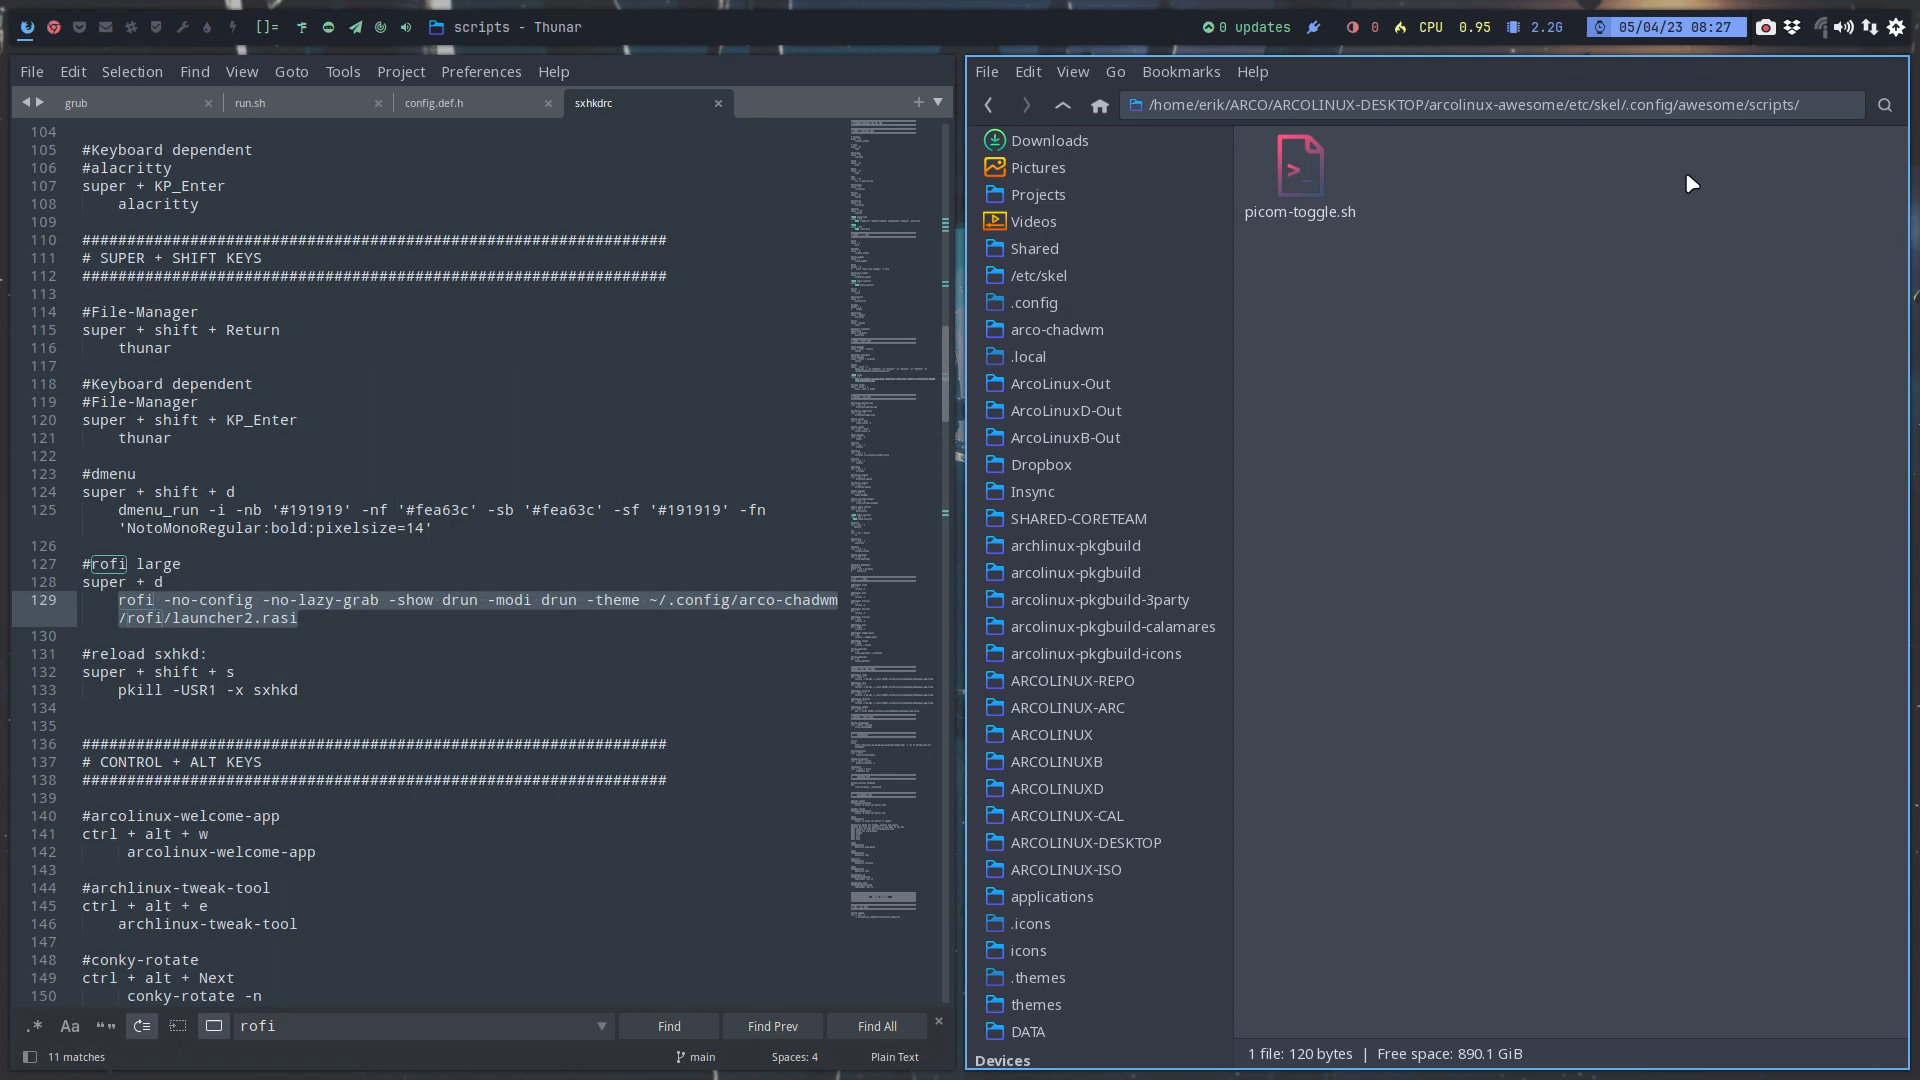 []=
scripts - Thunar
0 updates
0
CPU 0.95
2.2G
05/04/23 08:27
File Edit Selection Find View Goto Tools Project Preferences Help
grub
run.sh
config.def.h
sxhkdrc
104
105 #Keyboard dependent
106 #alacritty
107 super + KP_Enter
108 alacritty
109
110 #################################################################
111 # SUPER + SHIFT KEYS
112 #################################################################
113
114 #File-Manager
115 super + shift + Return
116 thunar
117
118 #Keyboard dependent
119 #File-Manager
120 super + shift + KP_Enter
121 thunar
122
123 #dmenu
124 super + shift + d
125 dmenu_run -i -nb '#191919' -nf '#fea63c' -sb '#fea63c' -sf '#191919' -fn
'NotoMonoRegular:bold:pixelsize=14'
126
127 #rofi large
128 super + d
129 rofi -no-config -no-lazy-grab -show drun -modi drun -theme ~/.config/arco-chadwm
/rofi/launcher2.rasi
130
131 #reload sxhkd:
132 super + shift + s
133 pkill -USR1 -x sxhkd
134
135
136 #################################################################
137 # CONTROL + ALT KEYS
138 #################################################################
139
140 #arcolinux-welcome-app
141 ctrl + alt + w
142 arcolinux-welcome-app
143
144 #archlinux-tweak-tool
145 ctrl + alt + e
146 archlinux-tweak-tool
147
148 #conky-rotate
149 ctrl + alt + Next
150 conky-rotate -n
.* Aa “” rofi Find Find Prev Find All
11 matches main Spaces: 4 Plain Text
File Edit View Go Bookmarks Help
/home/erik/ARCO/ARCOLINUX-DESKTOP/arcolinux-awesome/etc/skel/.config/awesome/scripts/
Downloads
Pictures
Projects
Videos
Shared
/etc/skel
.config
arco-chadwm
.local
ArcoLinux-Out
ArcoLinuxD-Out
ArcoLinuxB-Out
Dropbox
Insync
SHARED-CORETEAM
archlinux-pkgbuild
arcolinux-pkgbuild
arcolinux-pkgbuild-3party
arcolinux-pkgbuild-calamares
arcolinux-pkgbuild-icons
ARCOLINUX-REPO
ARCOLINUX-ARC
ARCOLINUX
ARCOLINUXB
ARCOLINUXD
ARCOLINUX-CAL
ARCOLINUX-DESKTOP
ARCOLINUX-ISO
applications
.icons
icons
.themes
themes
DATA
Devices
picom-toggle.sh
1 file: 120 bytes | Free space: 890.1 GiB